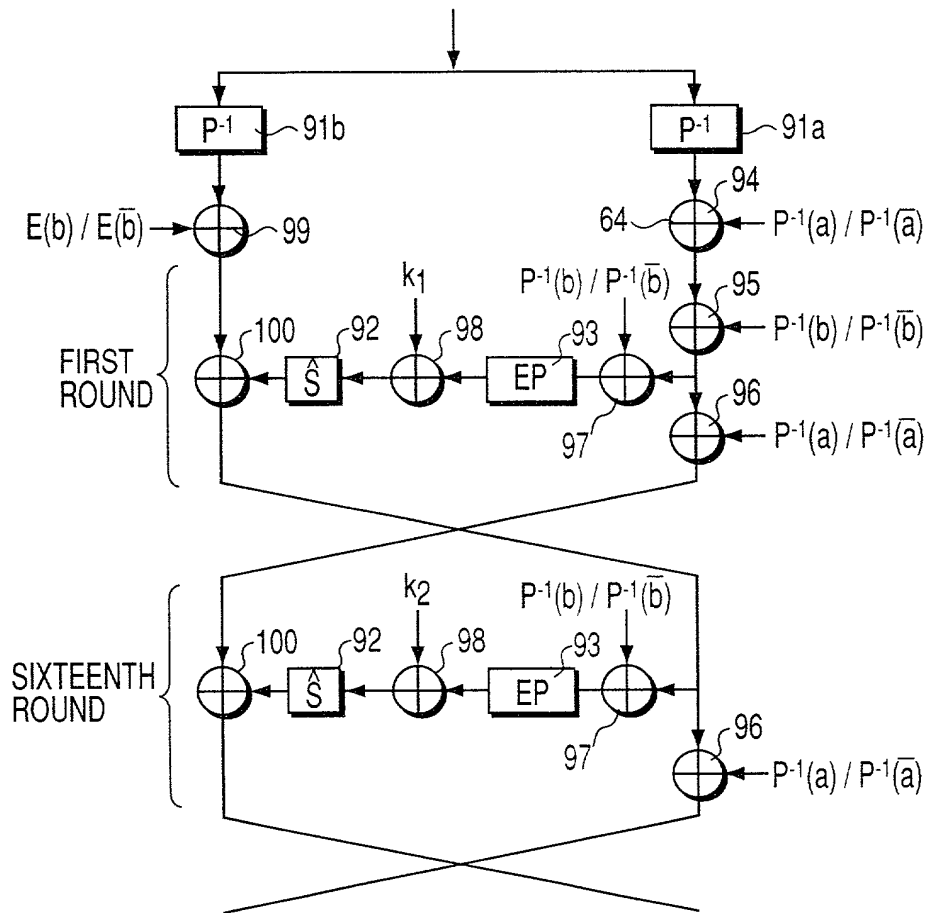 P⁻¹ 91b P⁻¹ 91a
94
E(b) / E(b̅) 99 64 P⁻¹(a) / P⁻¹(a̅)
k₁ P⁻¹(b) / P⁻¹(b̅) 95
P⁻¹(b) / P⁻¹(b̅)
FIRST
ROUND
100 92 98 93
Ŝ EP
97 96
P⁻¹(a) / P⁻¹(a̅)
k₂ P⁻¹(b) / P⁻¹(b̅)
SIXTEENTH
ROUND
100 92 98 93
Ŝ EP
97 96
P⁻¹(a) / P⁻¹(a̅)